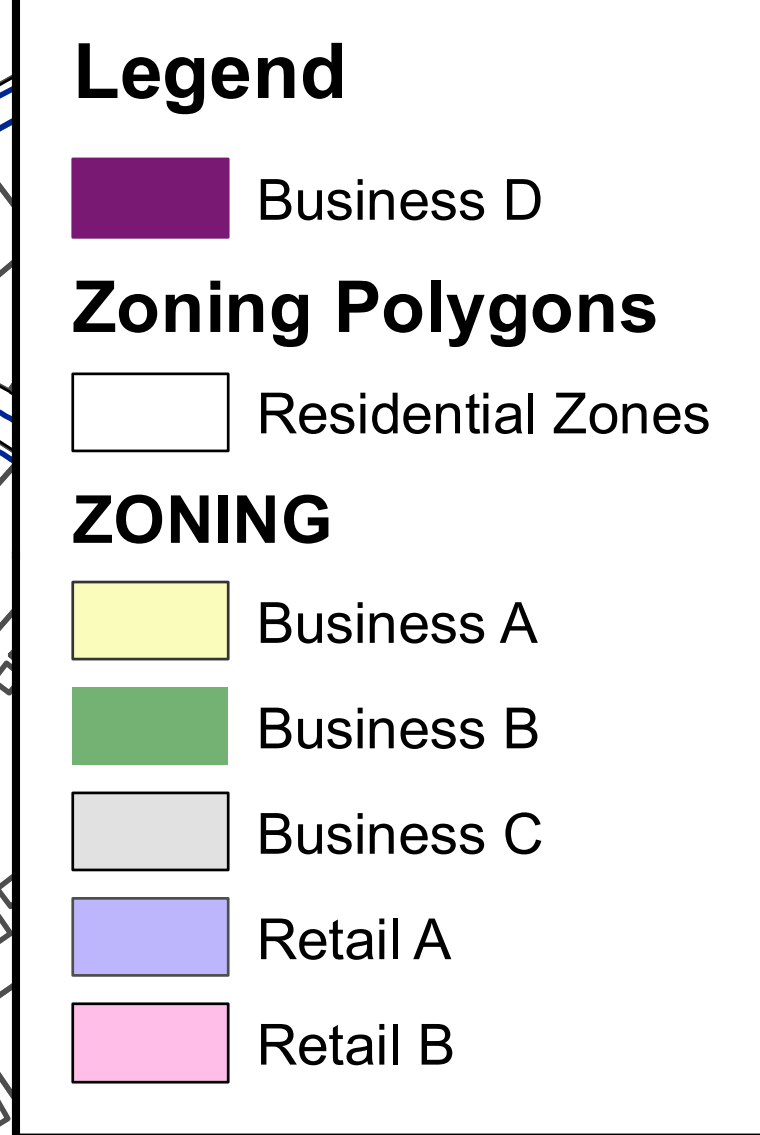 Legend
Business D
Zoning Polygons
Residential Zones
ZONING
Business A
Business B
Business C
Retail A
Retail B